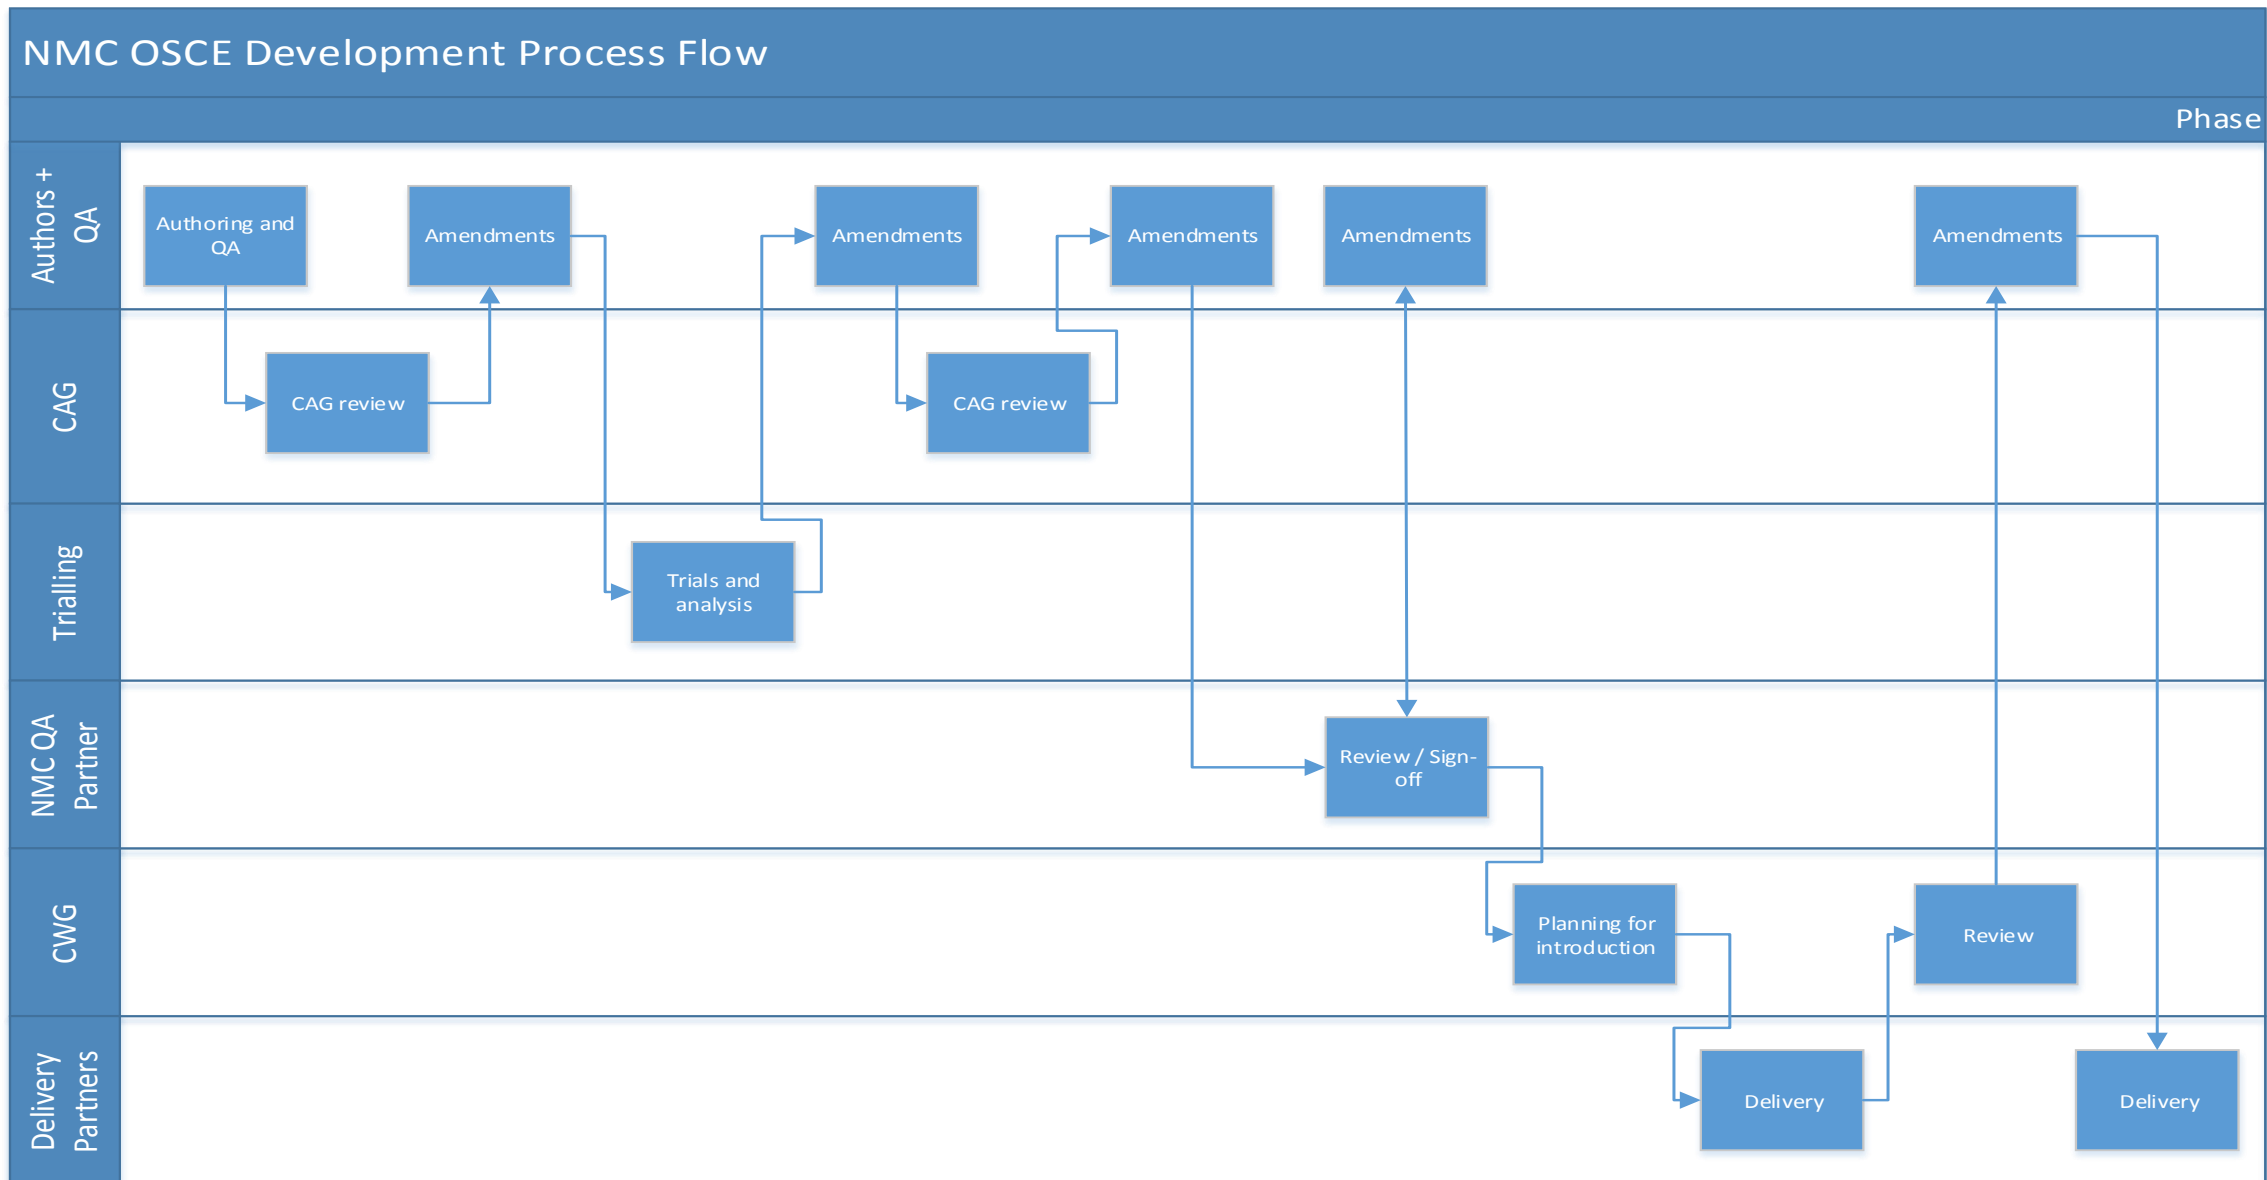 NMC OSCE Development Process Flow
Phase
Authors +
QA
Authoring and
QA
Amendments
Amendments
Amendments
Amendments
Amendments
CAG
CAG review
CAG review
Trialling
Trials and
analysis
NMC QA
Partner
Review / Sign-
off
CWG
Planning for
introduction
Review
Delivery
Partners
Delivery
Delivery